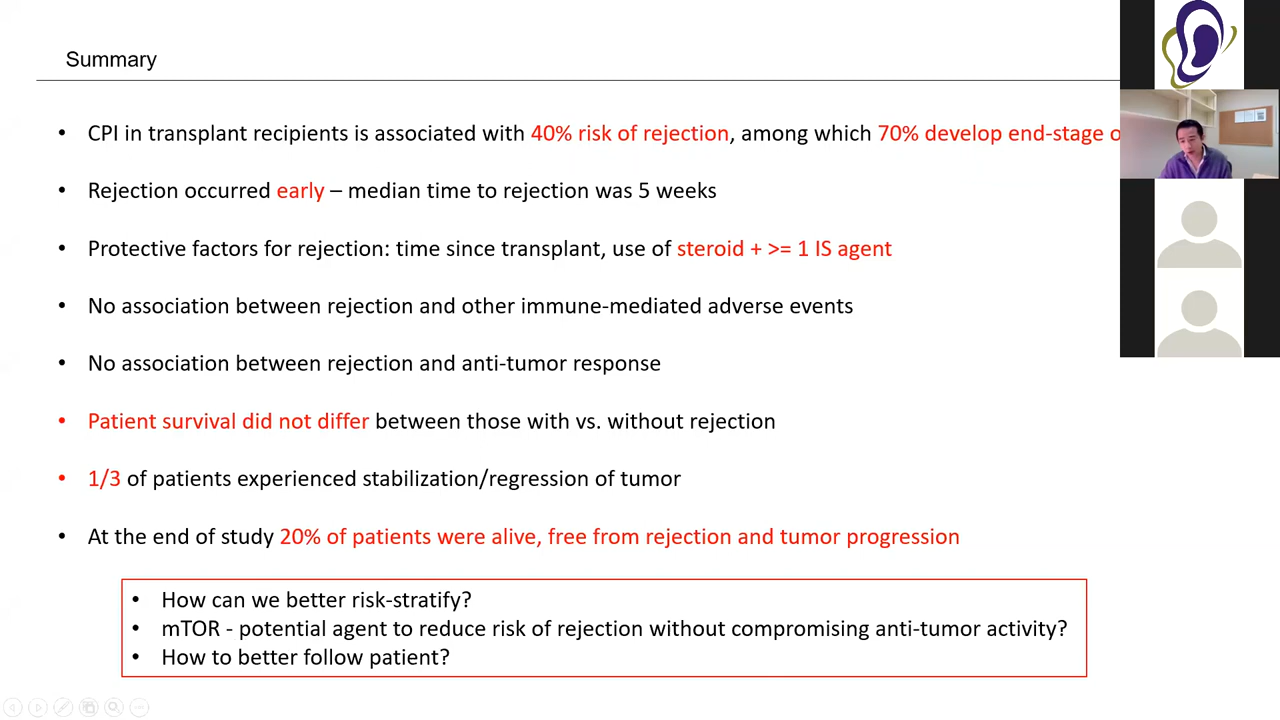 Summary
• CPI in transplant recipients is associated with 40% risk of rejection, among which 70% develop end-stage
• Rejection occurred early – median time to rejection was 5 weeks
• Protective factors for rejection: time since transplant, use of steroid + >= 1 IS agent
• No association between rejection and other immune-mediated adverse events
• No association between rejection and anti-tumor response
• Patient survival did not differ between those with vs. without rejection
• 1/3 of patients experienced stabilization/regression of tumor
• At the end of study 20% of patients were alive, free from rejection and tumor progression
• How can we better risk-stratify?
• mTOR - potential agent to reduce risk of rejection without compromising anti-tumor activity?
• How to better follow patient?